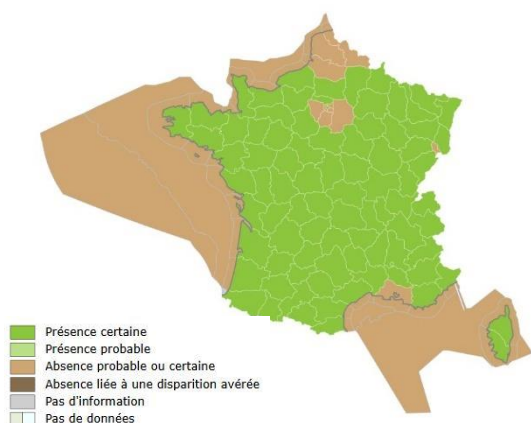 Présence certaine
Présence probable
Absence probable ou certaine
Absence liée à une disparition avérée
Pas d'information
Pas de données